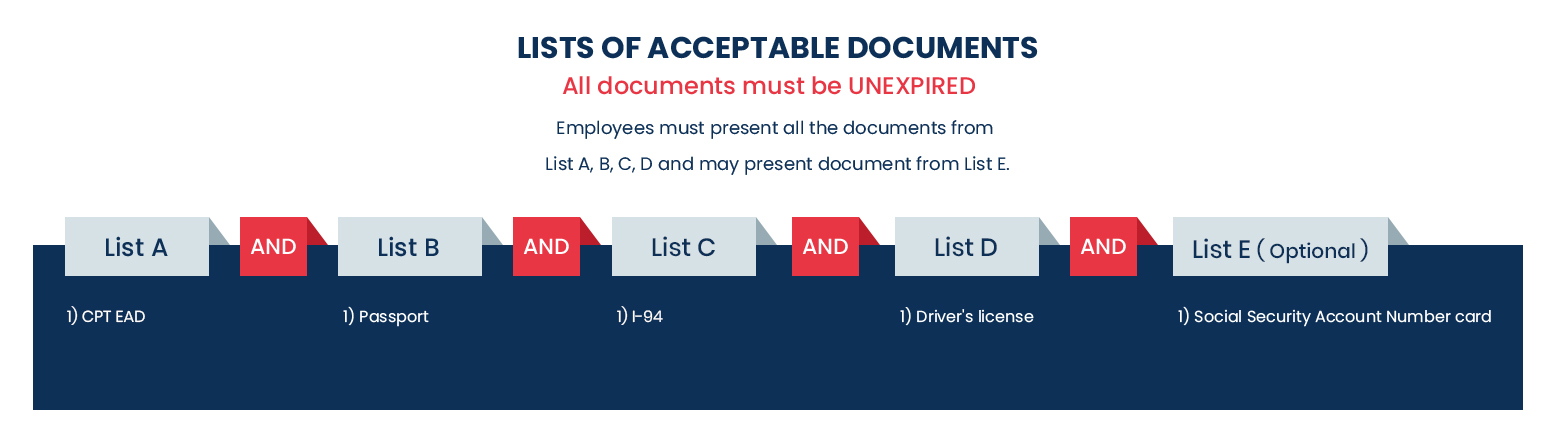 LISTS OF ACCEPTABLE DOCUMENTS
All documents must be UNEXPIRED
Employees must present all the documents from
List A, B, C, D and may present document from List E.
List A AND List B AND List C AND List D AND List E ( Optional )
1) CPT EAD 1) Passport 1) I-94 1) Driver's license 1) Social Security Account Number card